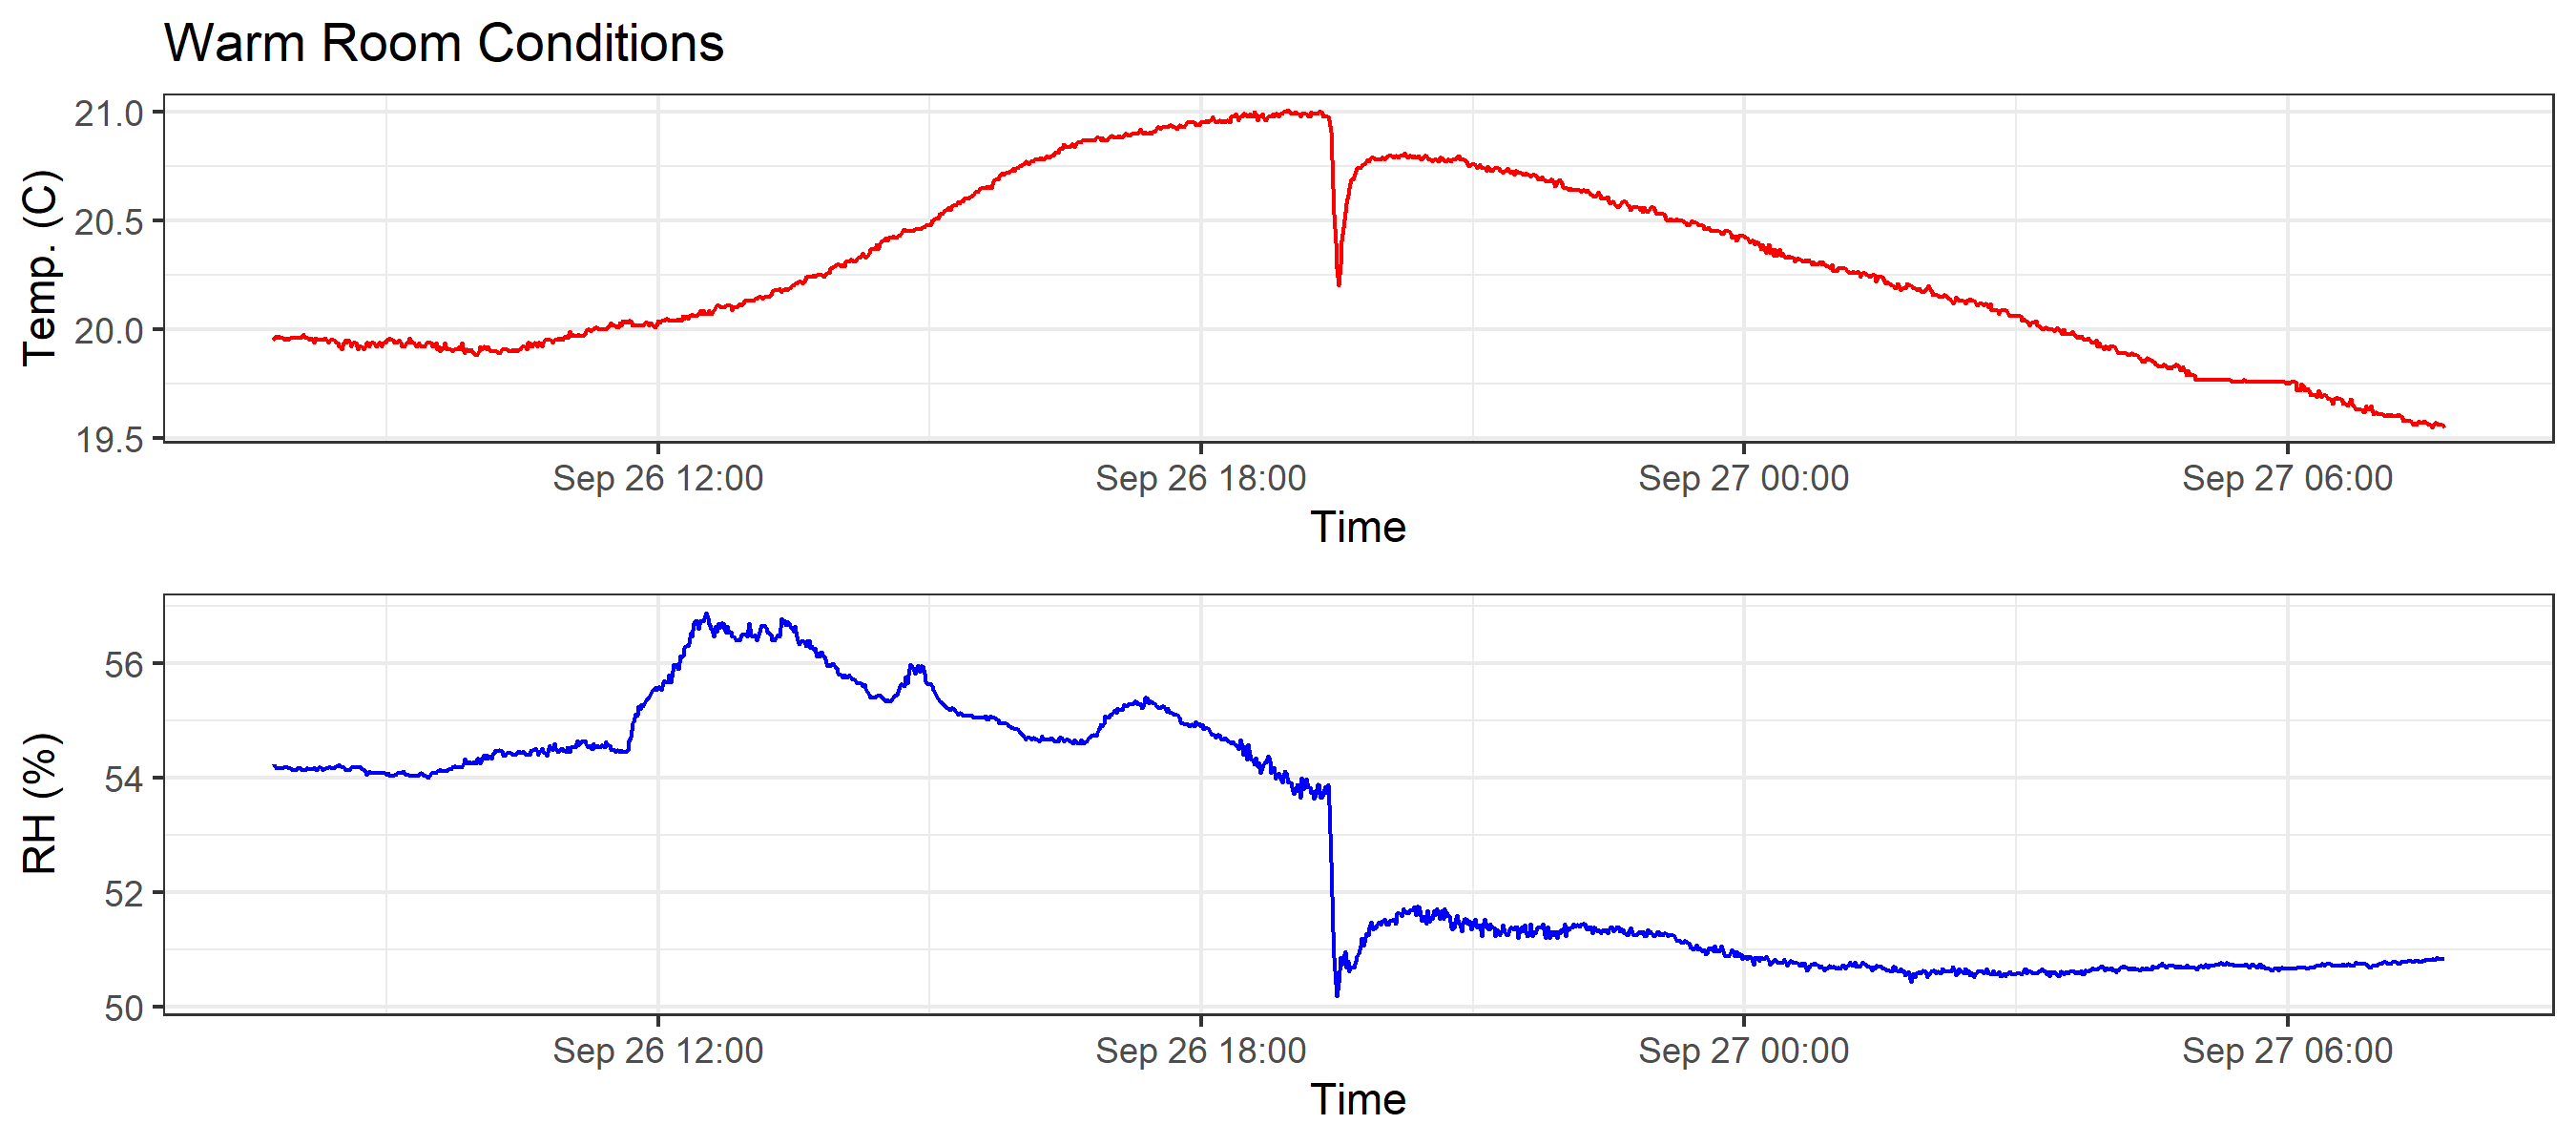 Warm Room Conditions
Temp. (C)
21.0
20.5
20.0
19.5
Sep 26 12:00 Sep 26 18:00 Sep 27 00:00 Sep 27 06:00
Time
RH (%)
56
54
52
50
Sep 26 12:00 Sep 26 18:00 Sep 27 00:00 Sep 27 06:00
Time